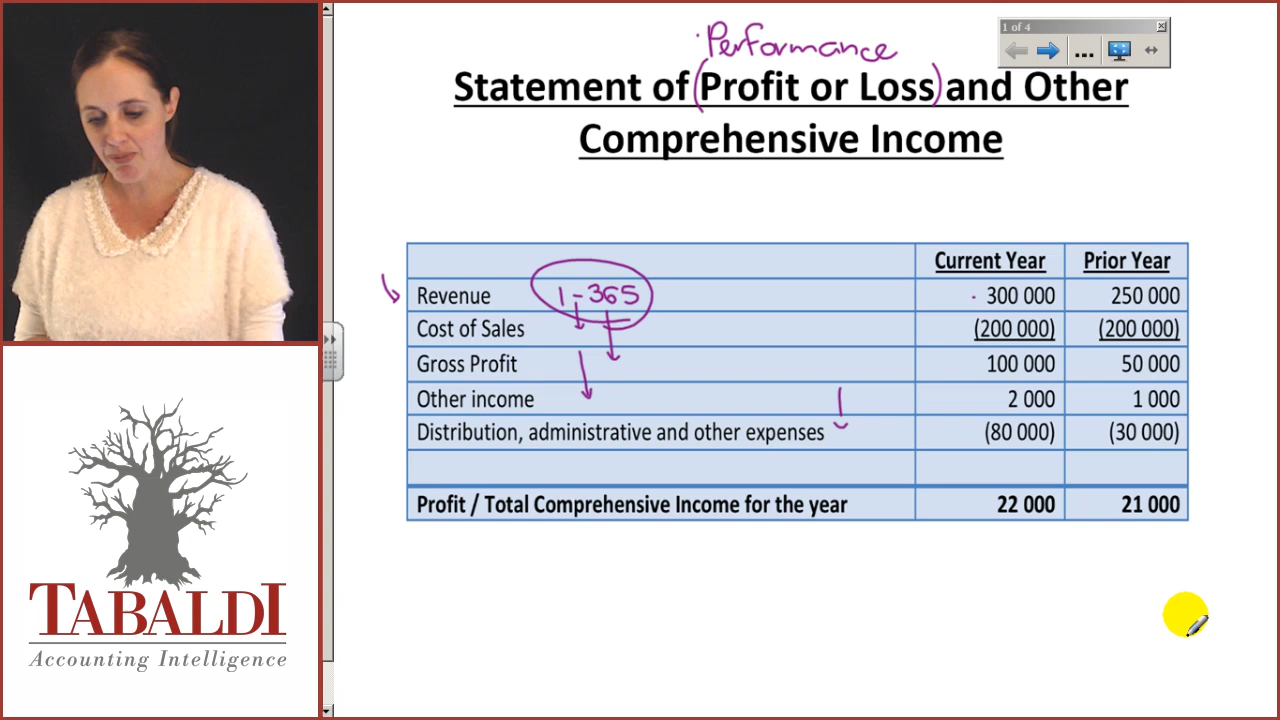 1 of 4
...
Performance
Statement of (Profit or Loss) and Other
Comprehensive Income
Current Year Prior Year
Revenue 1-365 300 000 250 000
Cost of Sales (200 000) (200 000)
Gross Profit 100 000 50 000
Other income 2 000 1 000
Distribution, administrative and other expenses (80 000) (30 000)
Profit / Total Comprehensive Income for the year 22 000 21 000
TABALDI
Accounting Intelligence